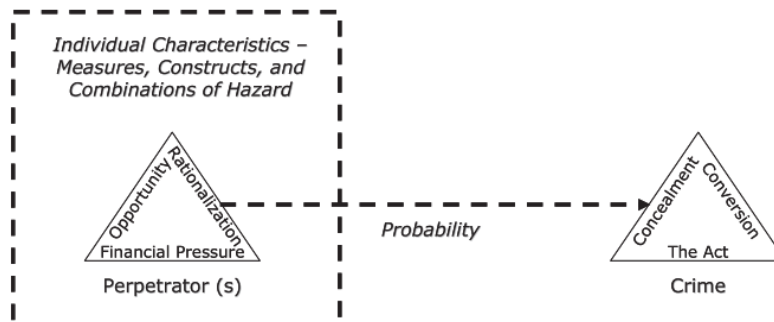 Individual Characteristics –
Measures, Constructs, and
Combinations of Hazard
Opportunity
Rationalization
Financial Pressure
Perpetrator (s)
Probability
Concealment
Conversion
The Act
Crime